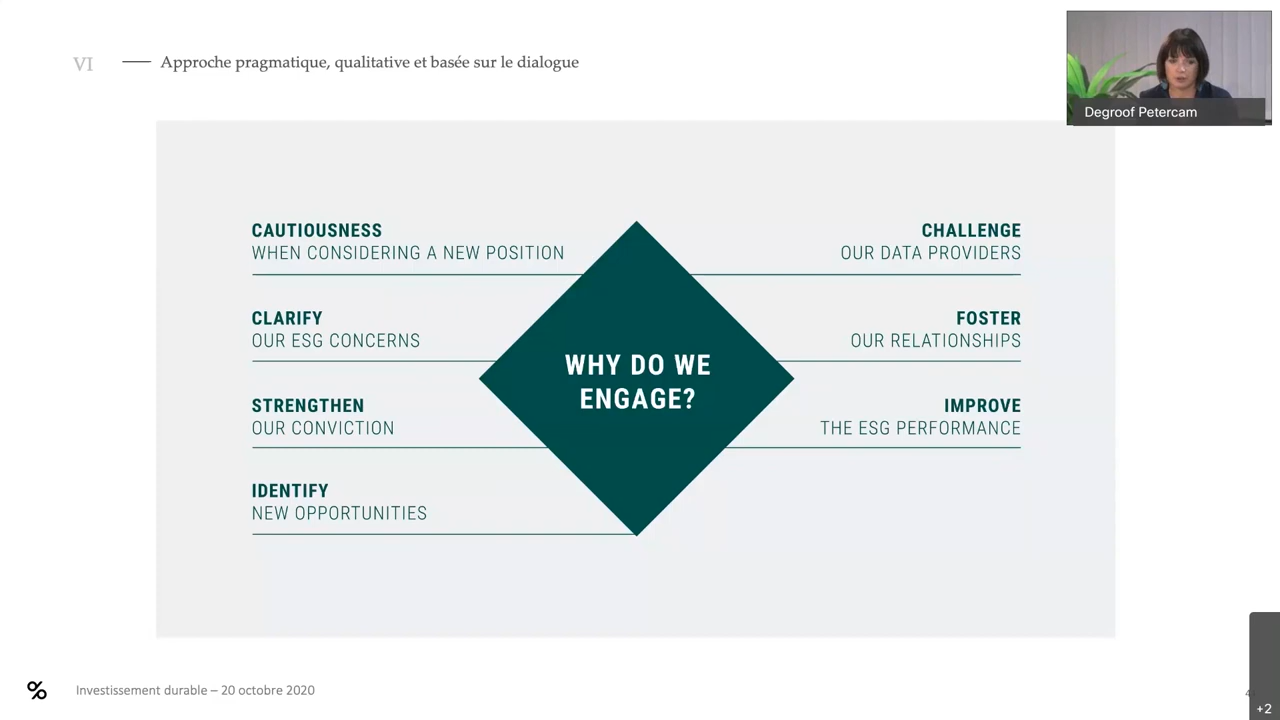 VI
Approche pragmatique, qualitative et basée sur le dialogue
Degroof Petercam
CAUTIOUSNESS
WHEN CONSIDERING A NEW POSITION
CHALLENGE
OUR DATA PROVIDERS
CLARIFY
OUR ESG CONCERNS
FOSTER
OUR RELATIONSHIPS
WHY DO WE
ENGAGE?
STRENGTHEN
OUR CONVICTION
IMPROVE
THE ESG PERFORMANCE
IDENTIFY
NEW OPPORTUNITIES
Investissement durable – 20 octobre 2020
+2